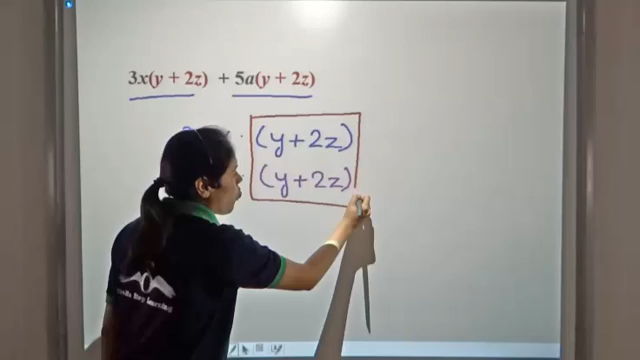 3x(y + 2z) + 5a(y + 2z)
(y+2z)
(y+2z)